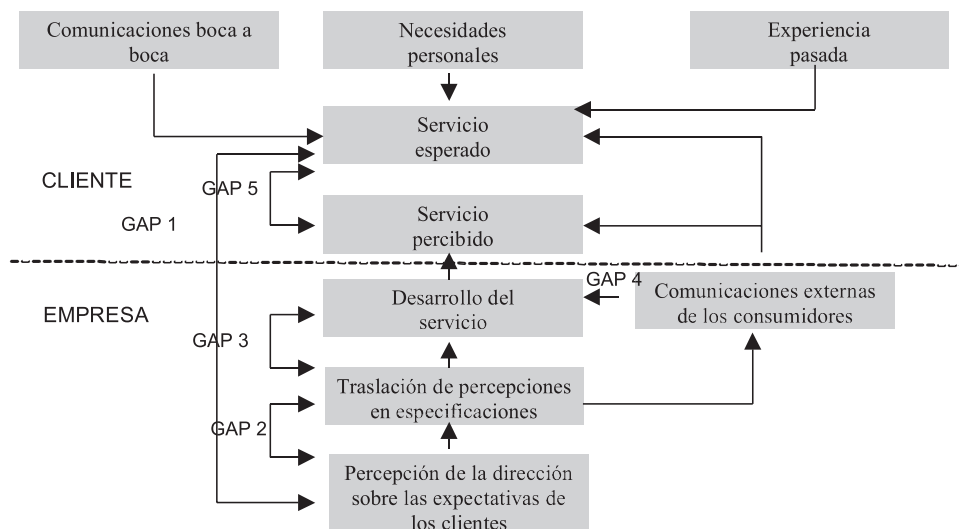 Comunicaciones boca a
boca
Necesidades
personales
Experiencia
pasada
Servicio
esperado
CLIENTE
GAP 5
GAP 1
Servicio
percibido
GAP 4
EMPRESA
Desarrollo del
servicio
Comunicaciones externas
de los consumidores
GAP 3
Traslación de percepciones
en especificaciones
GAP 2
Percepción de la dirección
sobre las expectativas de
los clientes